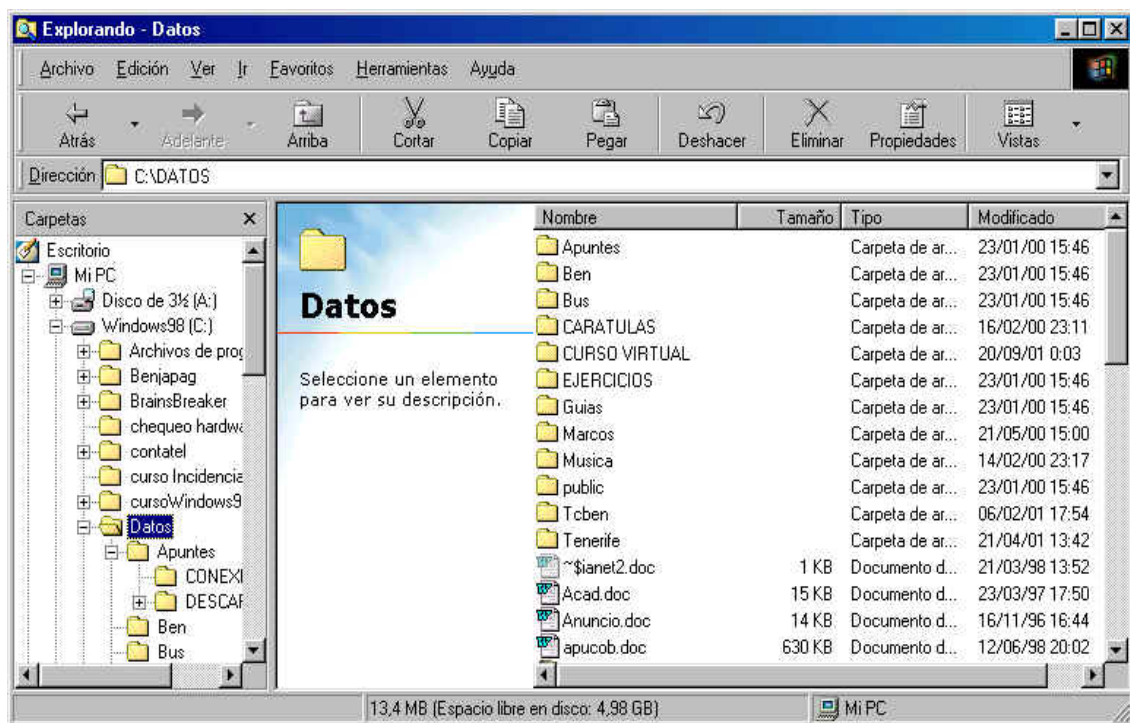 Explorando - Datos
Archivo Edición Ver Ir Favoritos Herramientas Ayuda
Atrás Adelante Arriba Cortar Copiar Pegar Deshacer Eliminar Propiedades Vistas
Dirección C:\DATOS
Carpetas
Escritorio
Mi PC
Disco de 3½ (A:)
Windows98 (C:)
Archivos de prog
Benjapag
BrainsBreaker
chequeo hardwa
contatel
curso Incidencia
cursoWindows9
Datos
Apuntes
CONEXI
DESCAR
Ben
Bus
Datos
Seleccione un elemento
para ver su descripción.
Nombre Tamaño Tipo Modificado
Apuntes Carpeta de ar... 23/01/00 15:46
Ben Carpeta de ar... 23/01/00 15:46
Bus Carpeta de ar... 23/01/00 15:46
CARATULAS Carpeta de ar... 16/02/00 23:11
CURSO VIRTUAL Carpeta de ar... 20/09/01 0:03
EJERCICIOS Carpeta de ar... 23/01/00 15:46
Guias Carpeta de ar... 23/01/00 15:46
Marcos Carpeta de ar... 21/05/00 15:00
Musica Carpeta de ar... 14/02/00 23:17
public Carpeta de ar... 23/01/00 15:46
Tcben Carpeta de ar... 06/02/01 17:54
Tenerife Carpeta de ar... 21/04/01 13:42
~$ianet2.doc 1 KB Documento d... 21/03/98 13:52
Acad.doc 15 KB Documento d... 23/03/97 17:50
Anuncio.doc 14 KB Documento d... 16/11/96 16:44
apucob.doc 630 KB Documento d... 12/06/98 20:02
13,4 MB (Espacio libre en disco: 4,98 GB) Mi PC